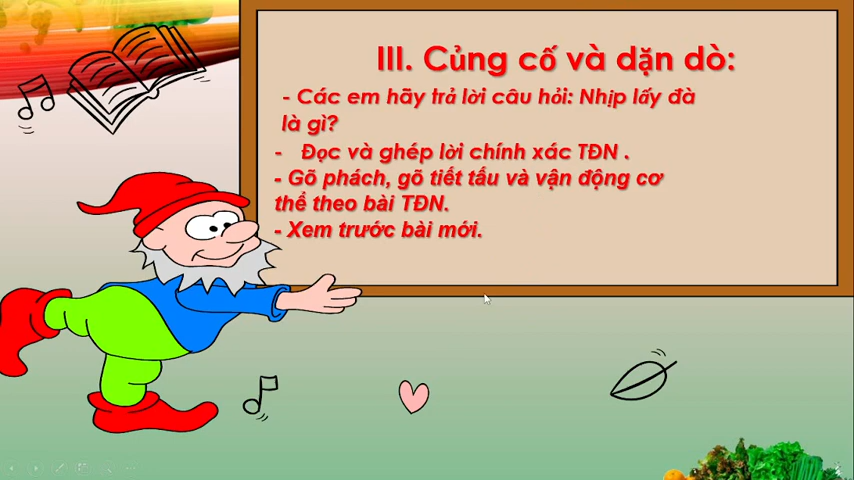 III. Củng cố và dặn dò:
- Các em hãy trả lời câu hỏi: Nhịp lấy đà
là gì?
- Đọc và ghép lời chính xác TĐN .
- Gõ phách, gõ tiết tấu và vận động cơ
thể theo bài TĐN.
- Xem trước bài mới.